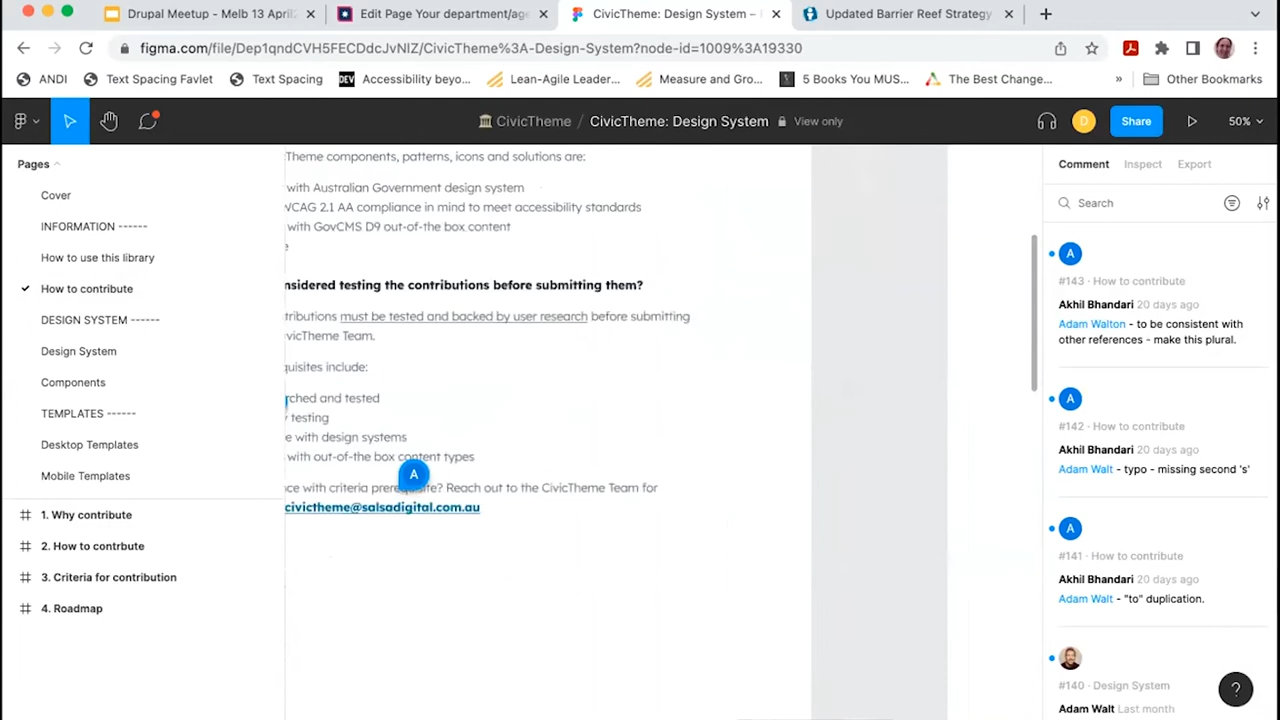 Drupal Meetup - Melb 13 April
Edit Page Your department/age
CivicTheme: Design System –
Updated Barrier Reef Strategy
figma.com/file/Dep1qndCVH5FECDdcJvNlZ/CivicTheme%3A-Design-System?node-id=1009%3A19330
ANDI
Text Spacing Favlet
Text Spacing
DEV
Accessibility beyo...
Lean-Agile Leader...
Measure and Gro...
5 Books You MUS...
The Best Change...
»
Other Bookmarks
CivicTheme / CivicTheme: Design System
View only
D
Share
50%
Pages
Cover
INFORMATION ------
How to use this library
How to contribute
DESIGN SYSTEM ------
Design System
Components
TEMPLATES ------
Desktop Templates
Mobile Templates
1. Why contribute
2. How to contrbute
3. Criteria for contribution
4. Roadmap
Theme components, patterns, icons and solutions are:
with Australian Government design system
VCAG 2.1 AA compliance in mind to meet accessibility standards
with GovCMS D9 out-of-the box content
e
nsidered testing the contributions before submitting them?
tributions must be tested and backed by user research before submitting
vicTheme Team.
quisites include:
rched and tested
y testing
e with design systems
with out-of-the box content types
A
nce with criteria prerequisite? Reach out to the CivicTheme Team for
civictheme@salsadigital.com.au
Comment
Inspect
Export
Search
A
#143 · How to contribute
Akhil Bhandari 20 days ago
Adam Walton - to be consistent with
other references - make this plural.
A
#142 · How to contribute
Akhil Bhandari 20 days ago
Adam Walt - typo - missing second 's'
A
#141 · How to contribute
Akhil Bhandari 20 days ago
Adam Walt - "to" duplication.
#140 · Design System
Adam Walt Last month
?